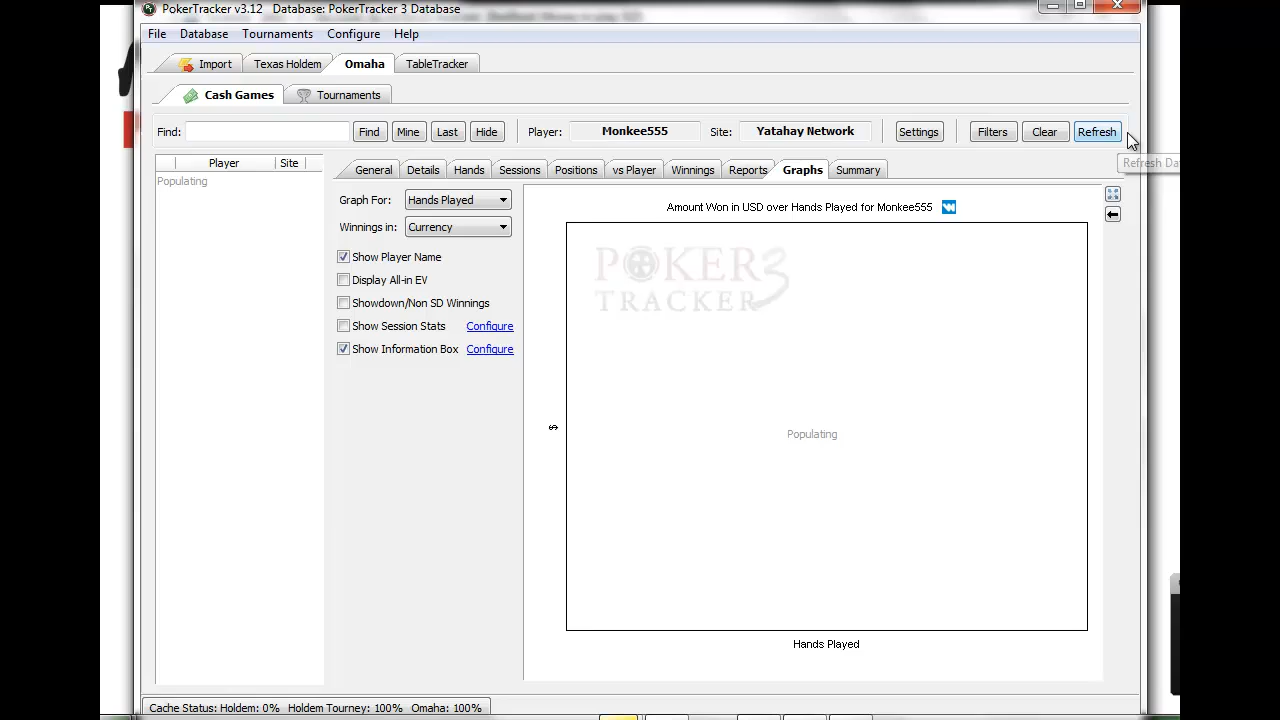 PokerTracker v3.12 Database: PokerTracker 3 Database
File Database Tournaments Configure Help
Import Texas Holdem Omaha TableTracker
Cash Games Tournaments
Find: Find Mine Last Hide Player: Monkee555 Site: Yatahay Network Settings Filters Clear Refresh
Refresh Da
Player Site
Populating
General Details Hands Sessions Positions vs Player Winnings Reports Graphs Summary
Graph For: Hands Played
Winnings in: Currency
Show Player Name
Display All-in EV
Showdown/Non SD Winnings
Show Session Stats Configure
Show Information Box Configure
Amount Won in USD over Hands Played for Monkee555
POKER 3
TRACKER
$
Populating
Hands Played
Cache Status: Holdem: 0% Holdem Tourney: 100% Omaha: 100%